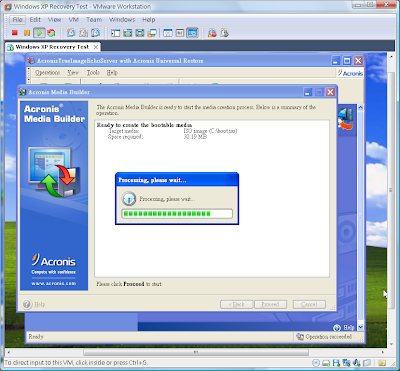 Windows XP Recovery Test - VMware Workstation
File Edit View VM Team Windows Help
Windows XP Recovery Test
AcronisTrueImageEchoServer with Acronis Universal Restore
Operations View Tools Help
Acronis
Acronis Media Builder
Acronis®
Media Builder
The Acronis Media Builder is ready to start the media creation process. Below is a summary of the
operation.
Ready to create the bootable media
Target media: ISO image (C:\boot.iso)
Space required: 30.19 MB
Processing, please wait...
Processing, please wait...
Acronis
Compute with confidence
www.acronis.com
Please click Proceed to start.
Help
< Back Proceed Cancel
Help
Ready
Operation succeeded
To direct input to this VM, click inside or press Ctrl+G.